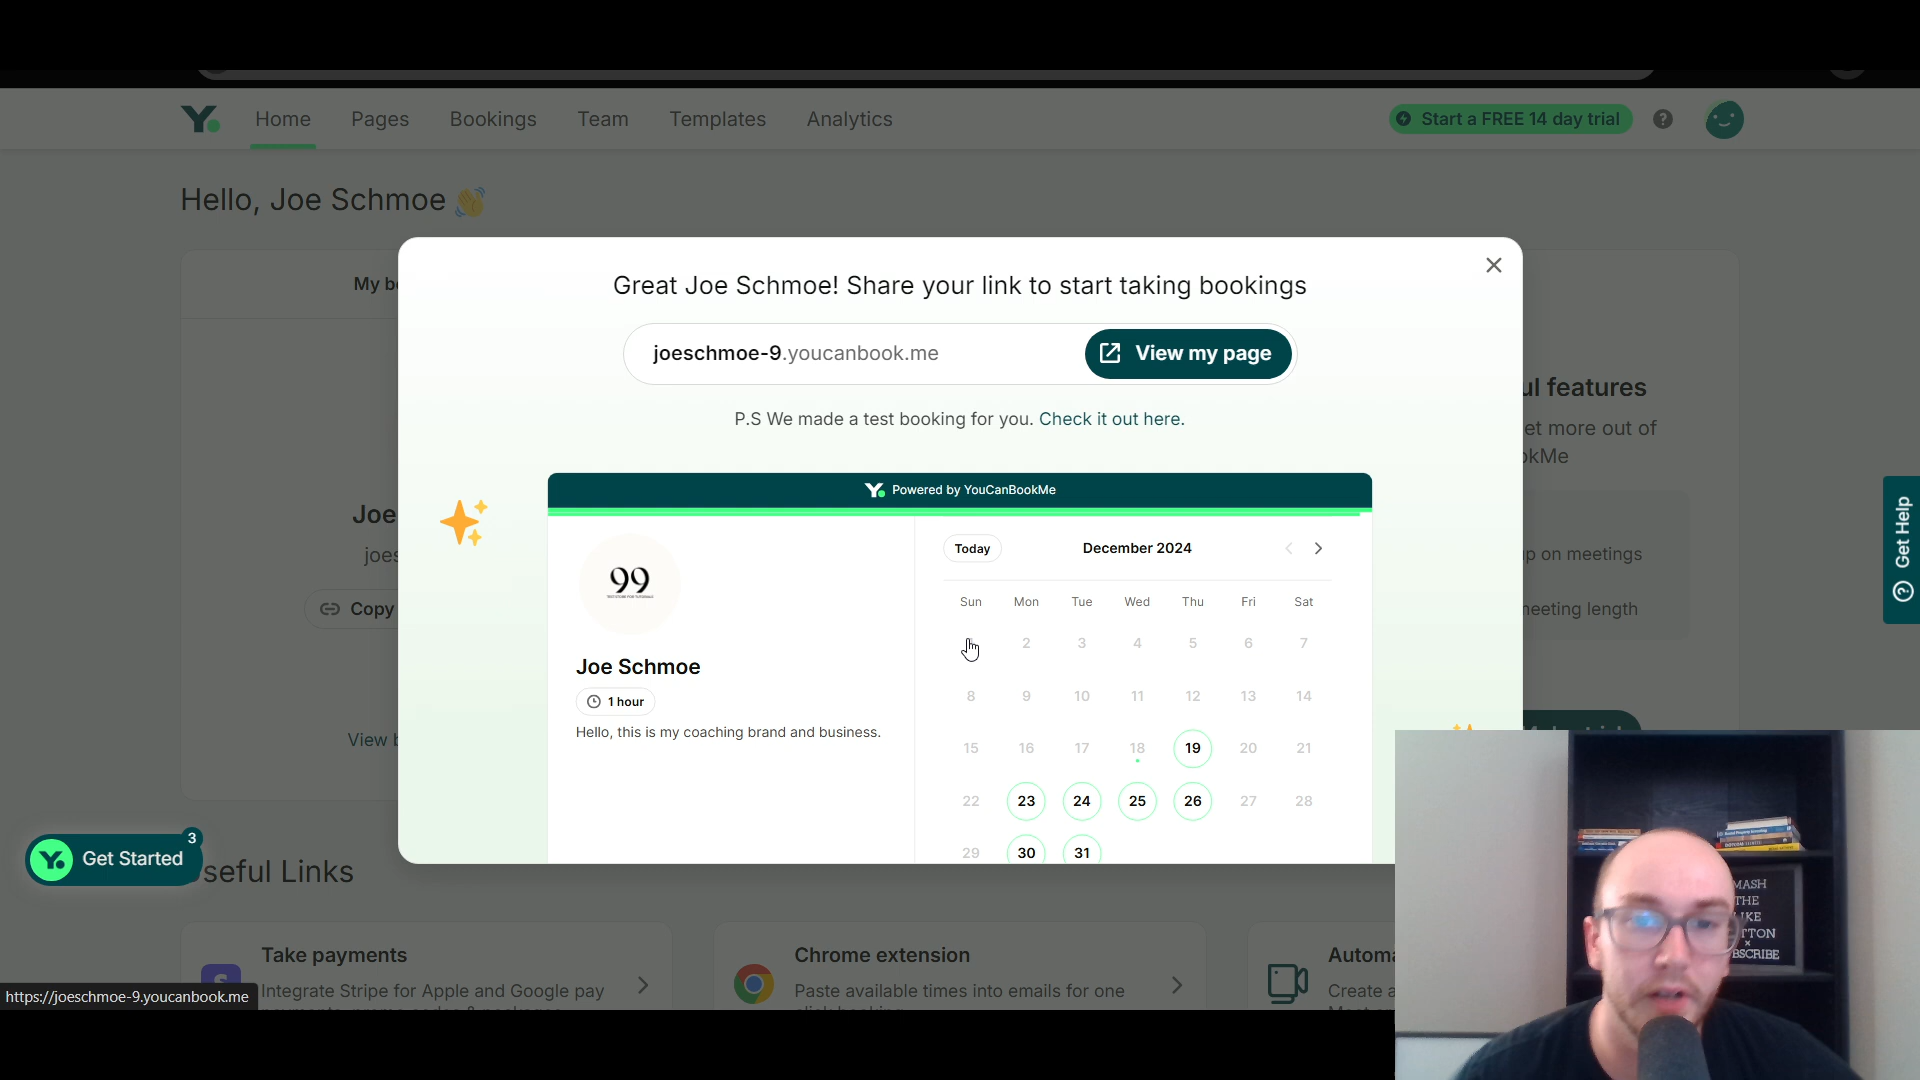 Home
Pages
Bookings
Team
Templates
Analytics
Start a FREE 14 day trial
Hello, Joe Schmoe 👋
My
Great Joe Schmoe! Share your link to start taking bookings
joeschmoe-9.youcanbook.me
View my page
P.S We made a test booking for you. Check it out here.
features
et more out of
Joe
Copy
View
on meetings
meeting length
Get Help
Powered by YouCanBookMe
99
Joe Schmoe
1 hour
Hello, this is my coaching brand and business.
Today
December 2024
Sun Mon Tue Wed Thu Fri Sat
2 3 4 5 6 7
8 9 10 11 12 13 14
15 16 17 18 19 20 21
22 23 24 25 26 27 28
29 30 31
Get Started
3
seful Links
Take payments
Integrate Stripe for Apple and Google pay
Chrome extension
Paste available times into emails for one
Create a
https://joeschmoe-9.youcanbook.me
THE